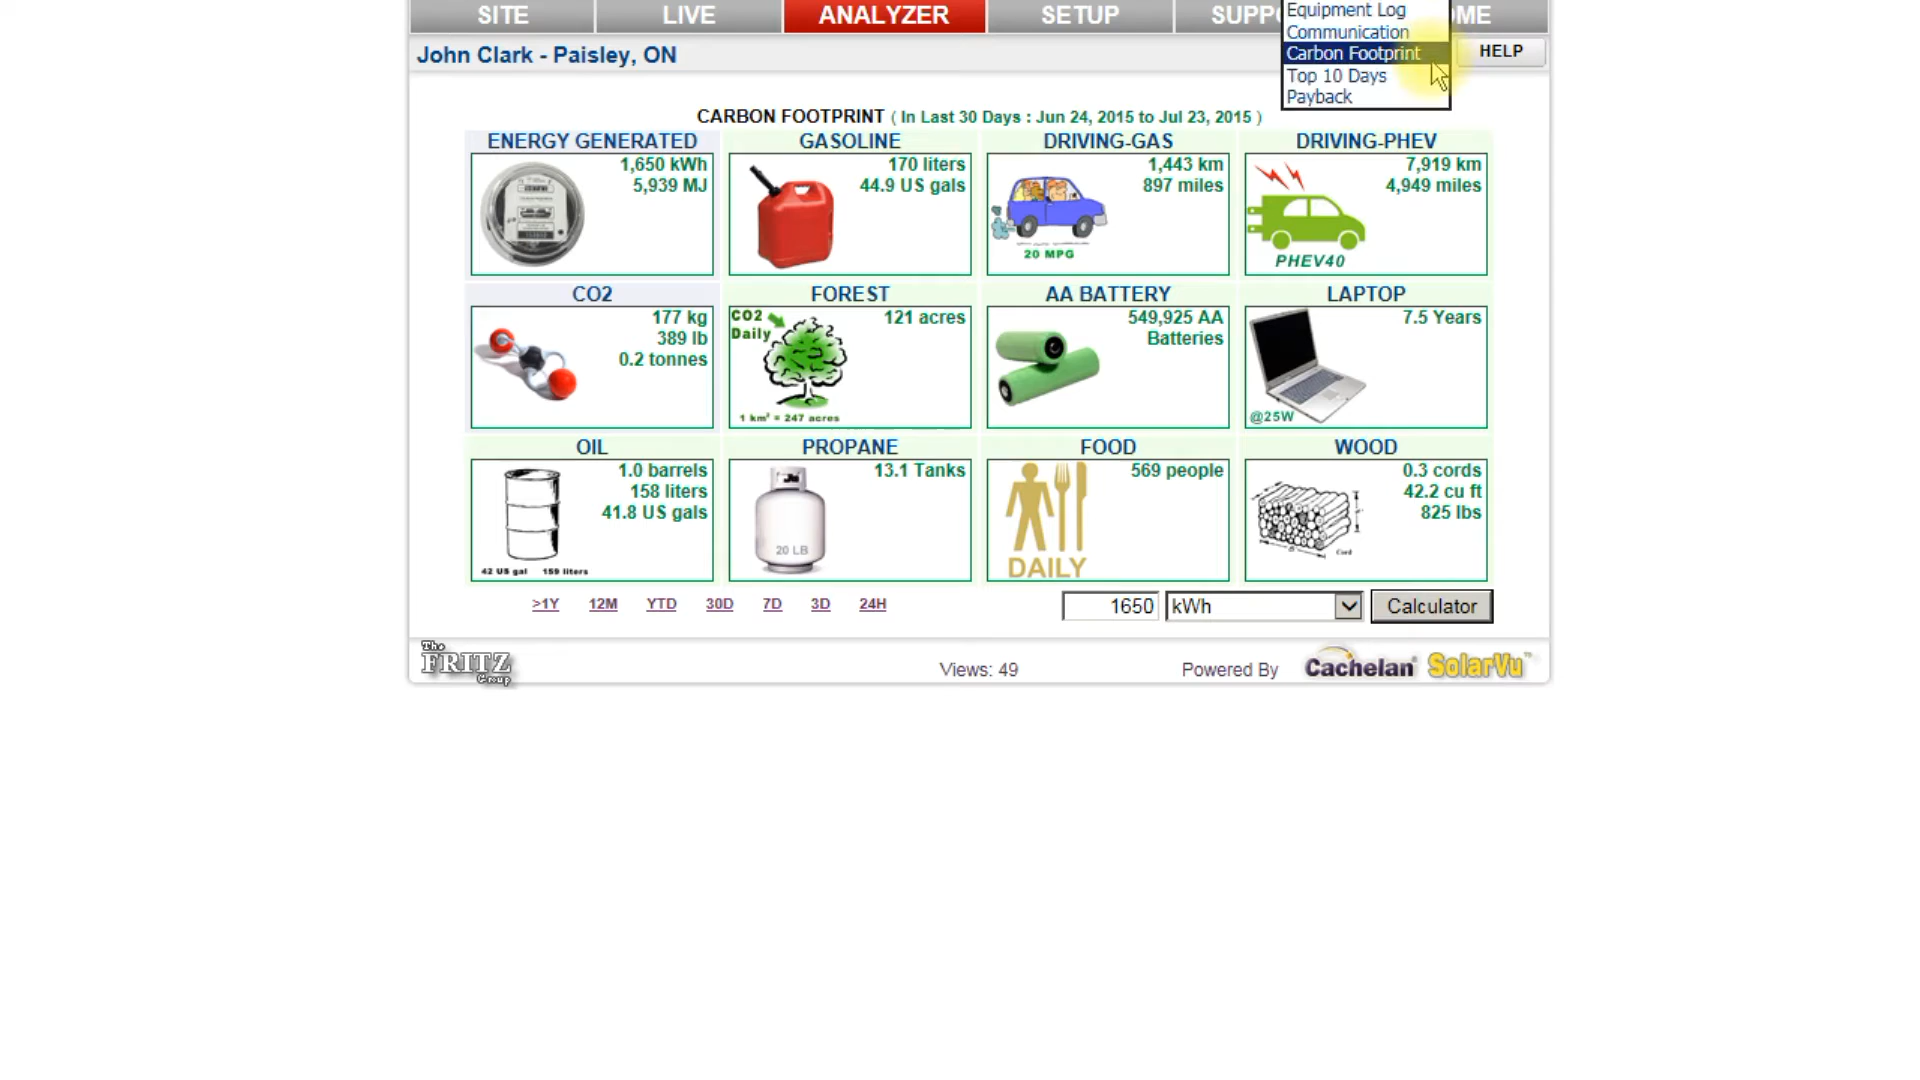 SITE LIVE ANALYZER SETUP SUPPO OME
Equipment Log
Communication
Carbon Footprint
Top 10 Days
Payback
HELP
John Clark - Paisley, ON
CARBON FOOTPRINT ( In Last 30 Days : Jun 24, 2015 to Jul 23, 2015 )
ENERGY GENERATED
1,650 kWh
5,939 MJ
GASOLINE
170 liters
44.9 US gals
DRIVING-GAS
1,443 km
897 miles
20 MPG
DRIVING-PHEV
7,919 km
4,949 miles
PHEV40
CO2
177 kg
389 lb
0.2 tonnes
FOREST
CO2
Daily
121 acres
1 km² = 247 acres
AA BATTERY
549,925 AA
Batteries
LAPTOP
7.5 Years
@25W
OIL
1.0 barrels
158 liters
41.8 US gals
42 US gal 159 liters
PROPANE
13.1 Tanks
20 LB
FOOD
569 people
DAILY
WOOD
0.3 cords
42.2 cu ft
825 lbs
Cord
>1Y 12M YTD 30D 7D 3D 24H
1650 kWh Calculator
The
FRITZ
Group
Views: 49
Powered By
Cachelan® SolarVu™